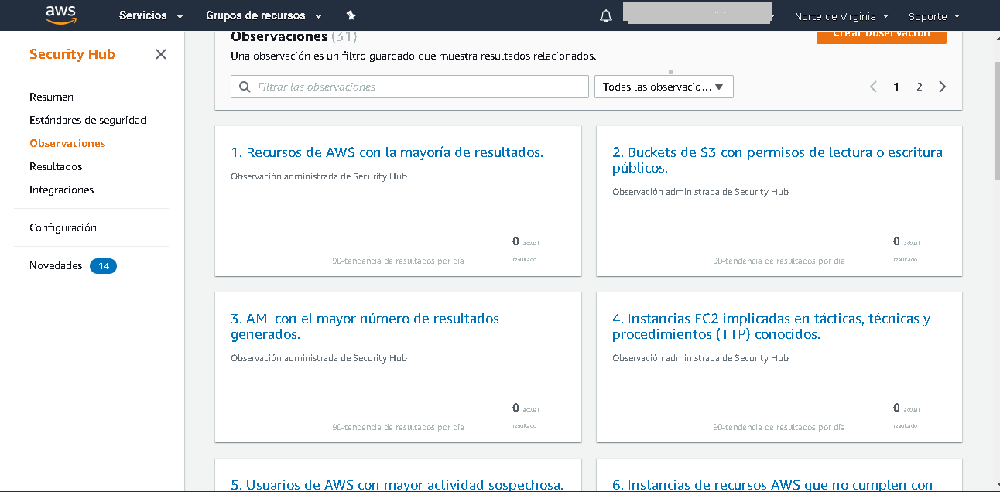 aws
Servicios
Grupos de recursos
Norte de Virginia
Soporte
Security Hub
Resumen
Estándares de seguridad
Observaciones
Resultados
Integraciones
Configuración
Novedades 14
Observaciones (31)
Crear observación
Una observación es un filtro guardado que muestra resultados relacionados.
Filtrar las observaciones
Todas las observacio...
1 2
1. Recursos de AWS con la mayoría de resultados.
Observación administrada de Security Hub
0 actual
resultado
90-tendencia de resultados por día
2. Buckets de S3 con permisos de lectura o escritura
públicos.
Observación administrada de Security Hub
0 actual
resultado
90-tendencia de resultados por día
3. AMI con el mayor número de resultados
generados.
Observación administrada de Security Hub
0 actual
resultado
90-tendencia de resultados por día
4. Instancias EC2 implicadas en tácticas, técnicas y
procedimientos (TTP) conocidos.
Observación administrada de Security Hub
0 actual
resultado
90-tendencia de resultados por día
5. Usuarios de AWS con mayor actividad sospechosa.
6. Instancias de recursos AWS que no cumplen con